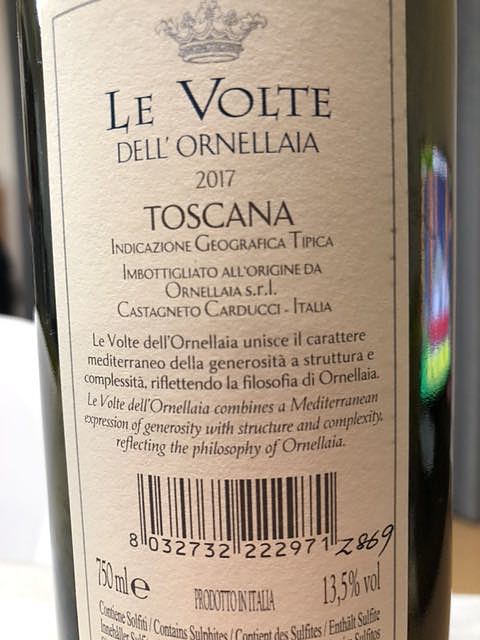 LE VOLTE
DELL'ORNELLAIA
2017
TOSCANA
INDICAZIONE GEOGRAFICA TIPICA
IMBOTTIGLIATO ALL'ORIGINE DA
ORNELLAIA S.R.L.
CASTAGNETO CARDUCCI - ITALIA
Le Volte dell'Ornellaia unisce il carattere
mediterraneo della generosità a struttura e
complessità, riflettendo la filosofia di Ornellaia.
Le Volte dell'Ornellaia combines a Mediterranean
expression of generosity with structure and complexity,
reflecting the philosophy of Ornellaia.
8 032732 222971 2869
750 ml e PRODOTTO IN ITALIA 13,5% vol
Contiene Solfiti / Contains Sulphites / Contient des Sulfites / Enthält Sulfite